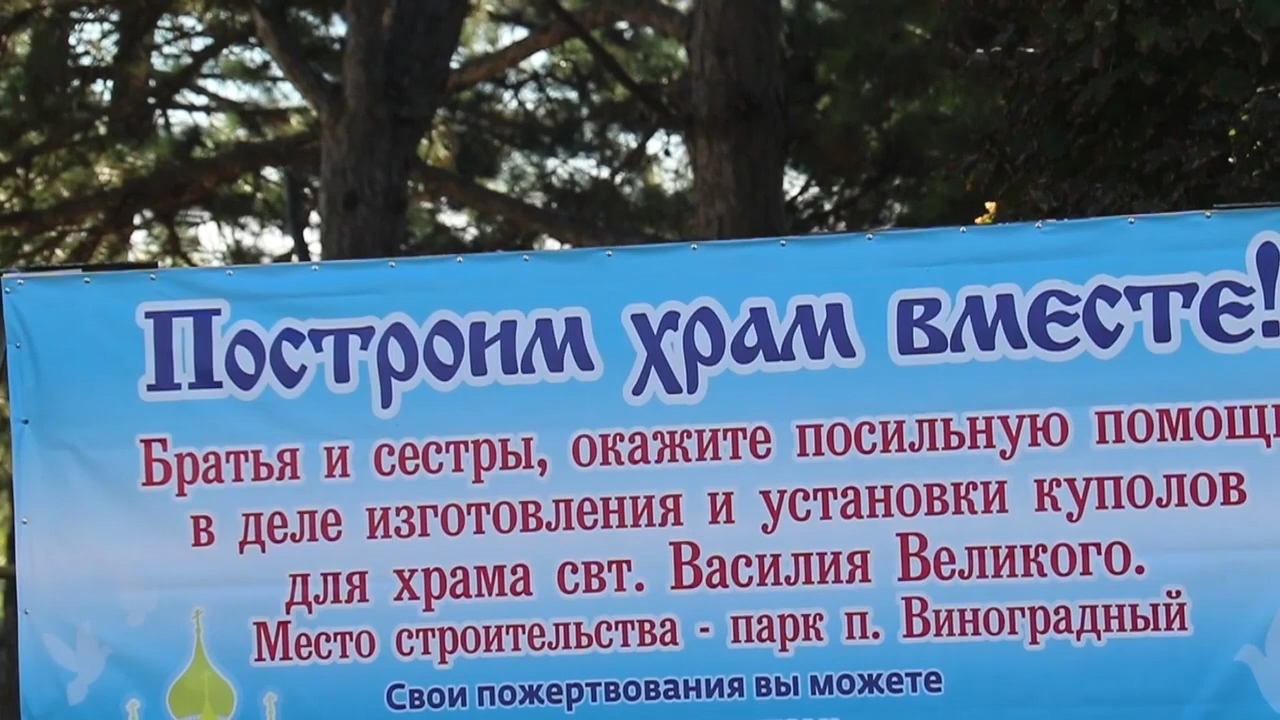 Построим храм вместе!
Братья и сестры, окажите посильную помощь
в деле изготовления и установки куполов
для храма свт. Василия Великого.
Место строительства - парк п. Виноградный
Свои пожертвования вы можете